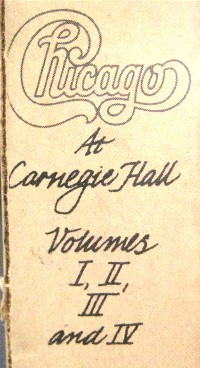 Chicago
At
Carnegie Hall
Volumes
I, II,
III
and IV